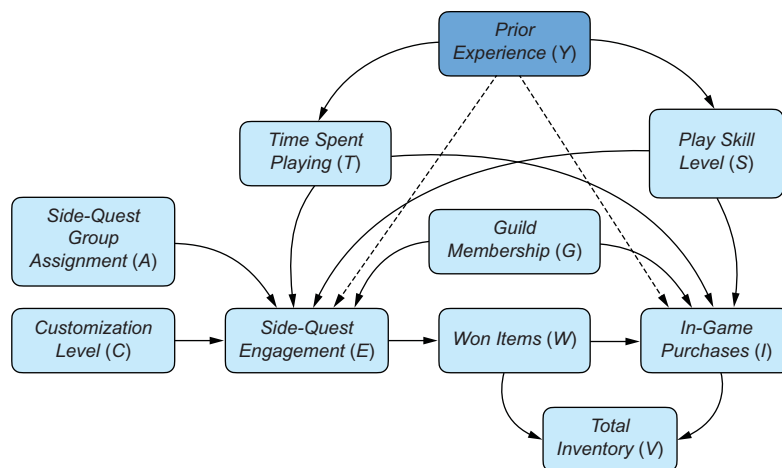 Prior
Experience (Y)
Time Spent
Playing (T)
Play Skill
Level (S)
Side-Quest
Group
Assignment (A)
Guild
Membership (G)
Customization
Level (C)
Side-Quest
Engagement (E)
Won Items (W)
In-Game
Purchases (I)
Total
Inventory (V)